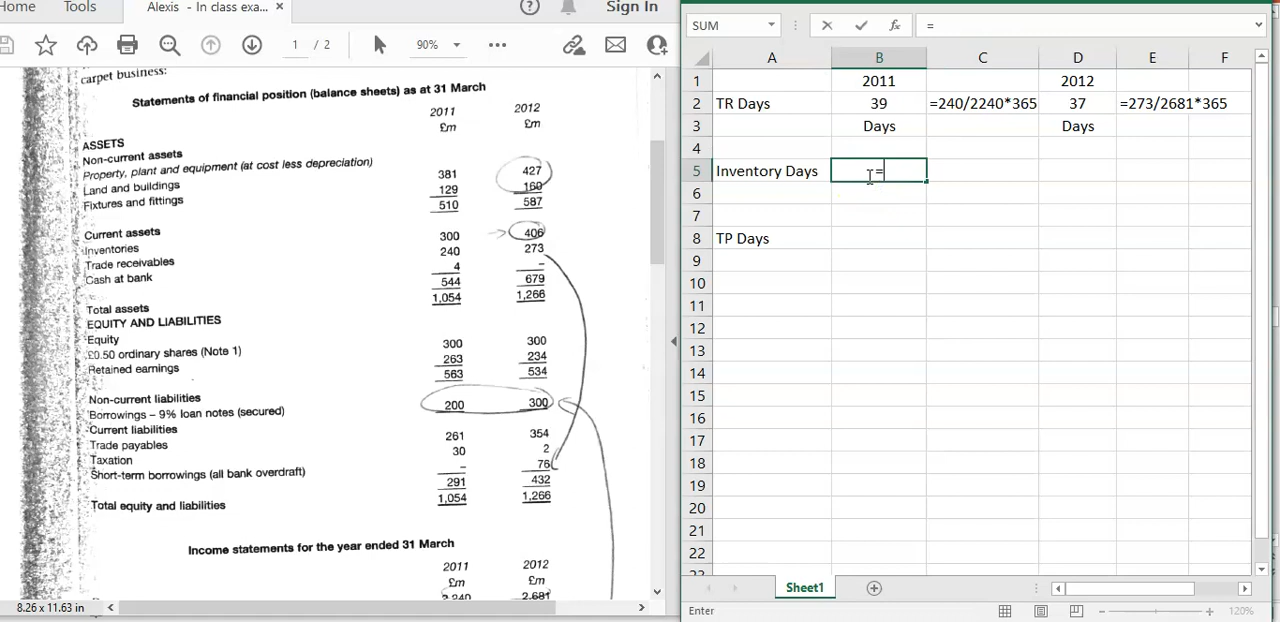 Home Tools Alexis - In class exa... × Sign In
1 / 2 90%
carpet business:
Statements of financial position (balance sheets) as at 31 March
2011 2012
£m £m
ASSETS
Non-current assets
Property, plant and equipment (at cost less depreciation)
Land and buildings 381 427
Fixtures and fittings 129 160
510 587
Current assets
Inventories 300 406
Trade receivables 240 273
Cash at bank 4 –
544 679
Total assets 1,054 1,266
EQUITY AND LIABILITIES
Equity
£0.50 ordinary shares (Note 1) 300 300
Retained earnings 263 234
563 534
Non-current liabilities
Borrowings – 9% loan notes (secured) 200 300
Current liabilities
Trade payables 261 354
Taxation 30 2
Short-term borrowings (all bank overdraft) – 76
291 432
Total equity and liabilities 1,054 1,266
Income statements for the year ended 31 March
2011 2012
£m £m
2,240 2,681
8.26 x 11.63 in
SUM fx =
A B C D E F
1 2011 2012
2 TR Days 39 =240/2240*365 37 =273/2681*365
3 Days Days
4
5 Inventory Days =
6
7
8 TP Days
9
10
11
12
13
14
15
16
17
18
19
20
21
22
23
Sheet1
Enter 120%